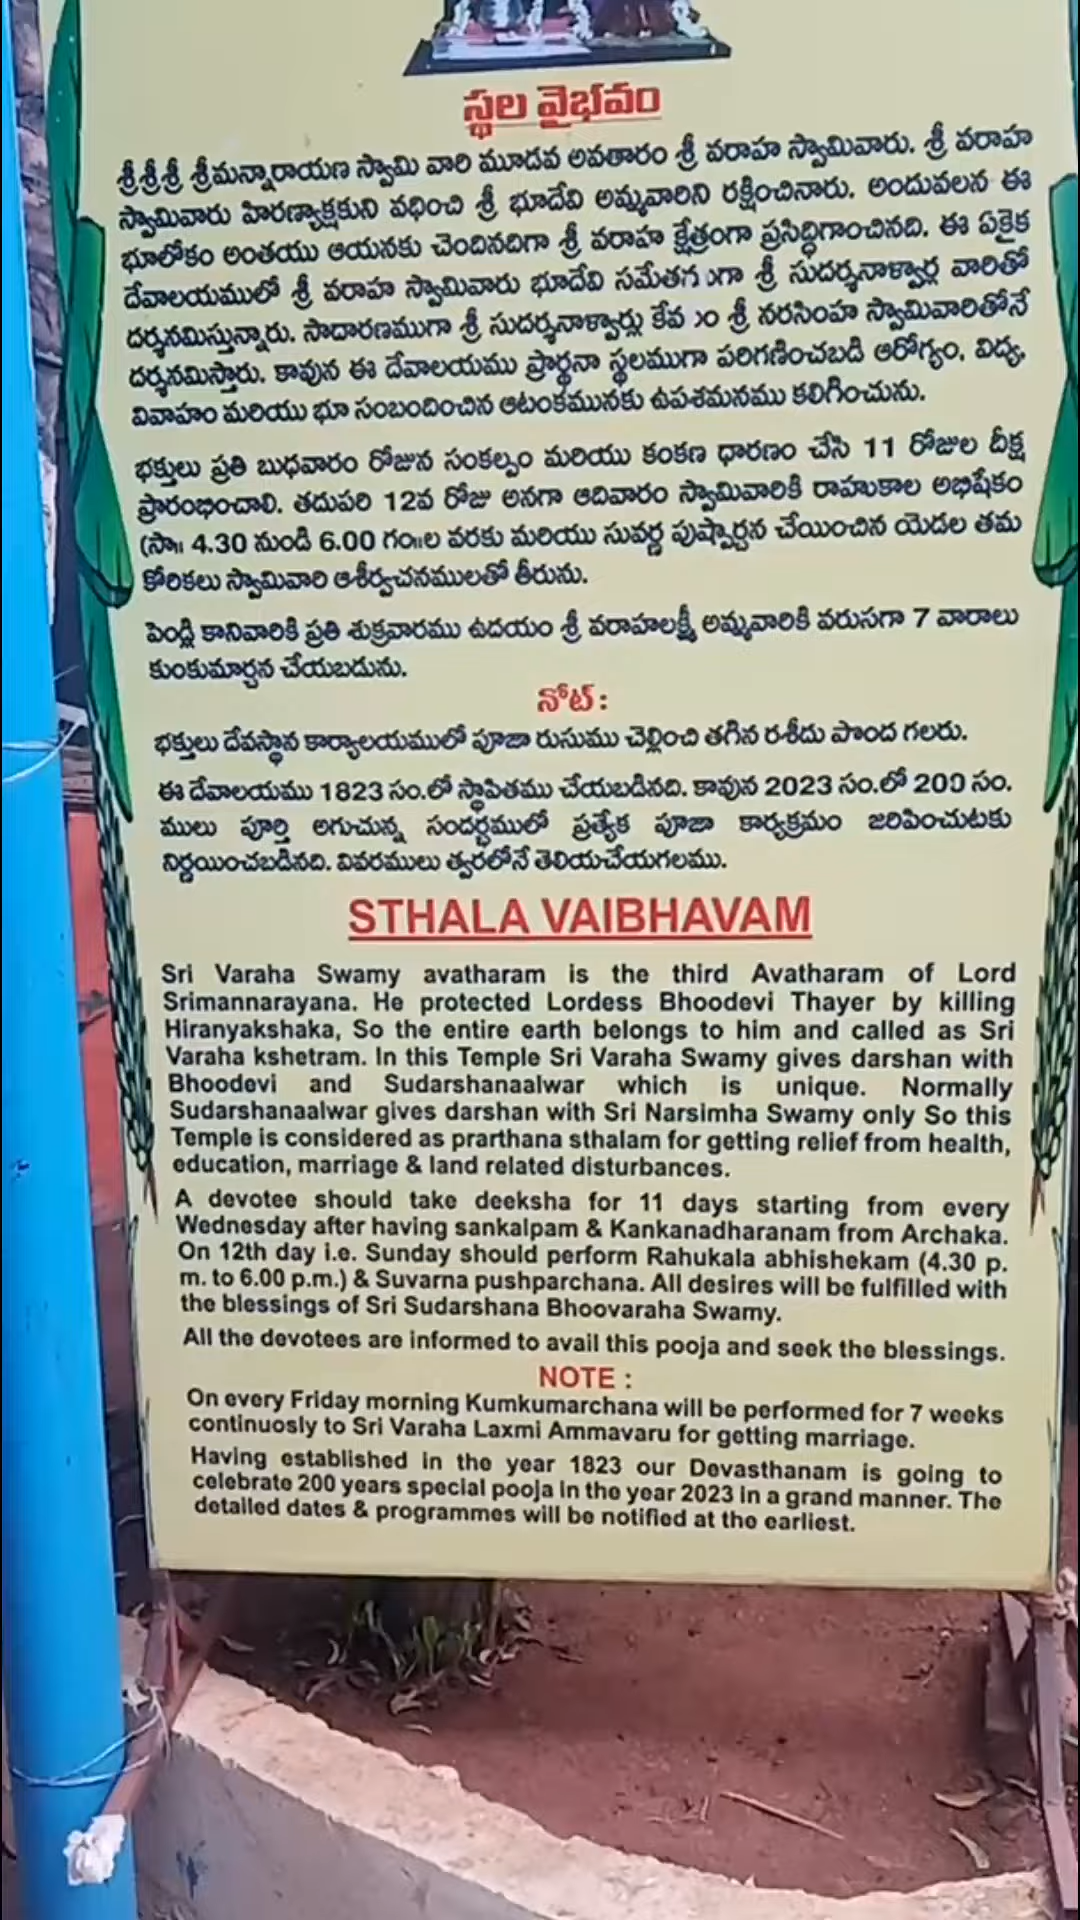 స్థల వైభవం
శ్రీశ్రీశ్రీ శ్రీమన్నారాయణ స్వామి వారి మూడవ అవతారం శ్రీ వరాహ స్వామివారు. శ్రీ వరాహ
స్వామివారు హిరణ్యాక్షకుని వధించి శ్రీ భూదేవి అమ్మవారిని రక్షించినారు. అందువలన ఈ
భూలోకం అంతయు ఆయనకు చెందినదిగా శ్రీ వరాహ క్షేత్రంగా ప్రసిద్ధిగాంచినది. ఈ ఏకైక
దేవాలయములో శ్రీ వరాహ స్వామివారు భూదేవి శ్రీ సుదర్శనాళ్వార్ల వారితో
దర్శనమిస్తున్నారు. సాదారణముగా శ్రీ సుదర్శనాళ్వార్లు శ్రీ నరసింహ స్వామివారితోనే
దర్శనమిస్తారు. కావున ఈ దేవాలయము ప్రార్థనా స్థలముగా పరిగణించబడి ఆరోగ్యం, విద్య,
వివాహం మరియు భూ సంబందించిన ఆటంకమునకు ఉపశమనము కలిగించును.
భక్తులు ప్రతి బుధవారం రోజున సంకల్పం మరియు కంకణ ధారణం చేసి 11 రోజుల దీక్ష
ప్రారంభించాలి. తదుపరి 12వ రోజు అనగా ఆదివారం స్వామివారికి రాహుకాల అభిషేకం
(సా॥ 4.30 నుండి 6.00 గం॥ల వరకు మరియు సువర్ణ పుష్పార్చన చేయించిన యెడల తమ
కోరికలు స్వామివారి ఆశీర్వచనములతో తీరును.
పెండ్లి కానివారికి ప్రతి శుక్రవారము ఉదయం శ్రీ వరాహలక్ష్మీ అమ్మవారికి వరుసగా 7 వారాలు
కుంకుమార్చన చేయబడును.
నోట్ :
భక్తులు దేవస్థాన కార్యాలయములో పూజా రుసుము చెల్లించి తగిన రశీదు పొంద గలరు.
ఈ దేవాలయము 1823 సం.లో స్థాపితము చేయబడినది. కావున 2023 సం.లో 200 సం.
ములు పూర్తి అగుచున్న సందర్భములో ప్రత్యేక పూజా కార్యక్రమం జరిపించుటకు
నిర్ణయించబడినది. వివరములు త్వరలోనే తెలియచేయగలము.
STHALA VAIBHAVAM
Sri Varaha Swamy avatharam is the third Avatharam of Lord
Srimannarayana. He protected Lordess Bhoodevi Thayer by killing
Hiranyakshaka, So the entire earth belongs to him and called as Sri
Varaha kshetram. In this Temple Sri Varaha Swamy gives darshan with
Bhoodevi and Sudarshanaalwar which is unique. Normally
Sudarshanaalwar gives darshan with Sri Narsimha Swamy only So this
Temple is considered as prarthana sthalam for getting relief from health,
education, marriage & land related disturbances.
A devotee should take deeksha for 11 days starting from every
Wednesday after having sankalpam & Kankanadharanam from Archaka.
On 12th day i.e. Sunday should perform Rahukala abhishekam (4.30 p.
m. to 6.00 p.m.) & Suvarna pushparchana. All desires will be fulfilled with
the blessings of Sri Sudarshana Bhoovaraha Swamy.
All the devotees are informed to avail this pooja and seek the blessings.
NOTE :
On every Friday morning Kumkumarchana will be performed for 7 weeks
continuosly to Sri Varaha Laxmi Ammavaru for getting marriage.
Having established in the year 1823 our Devasthanam is going to
celebrate 200 years special pooja in the year 2023 in a grand manner. The
detailed dates & programmes will be notified at the earliest.